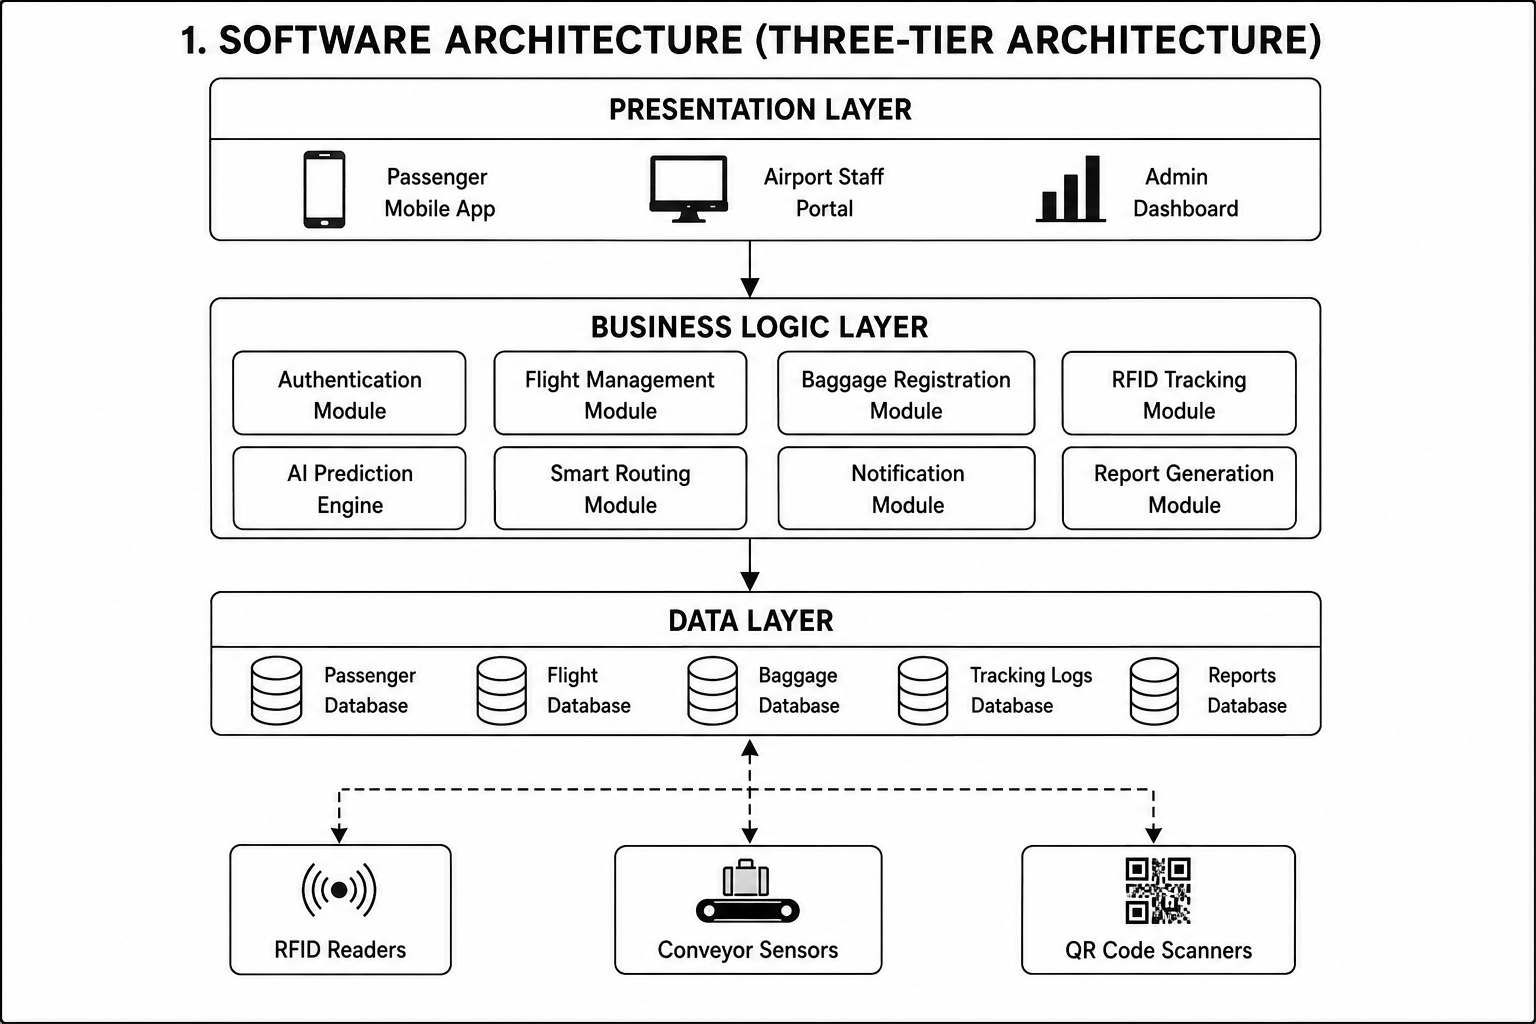 1. SOFTWARE ARCHITECTURE (THREE-TIER ARCHITECTURE)
PRESENTATION LAYER
Passenger
Mobile App
Airport Staff
Portal
Admin
Dashboard
BUSINESS LOGIC LAYER
Authentication
Module
Flight Management
Module
Baggage Registration
Module
RFID Tracking
Module
AI Prediction
Engine
Smart Routing
Module
Notification
Module
Report Generation
Module
DATA LAYER
Passenger
Database
Flight
Database
Baggage
Database
Tracking Logs
Database
Reports
Database
RFID Readers
Conveyor Sensors
QR Code Scanners